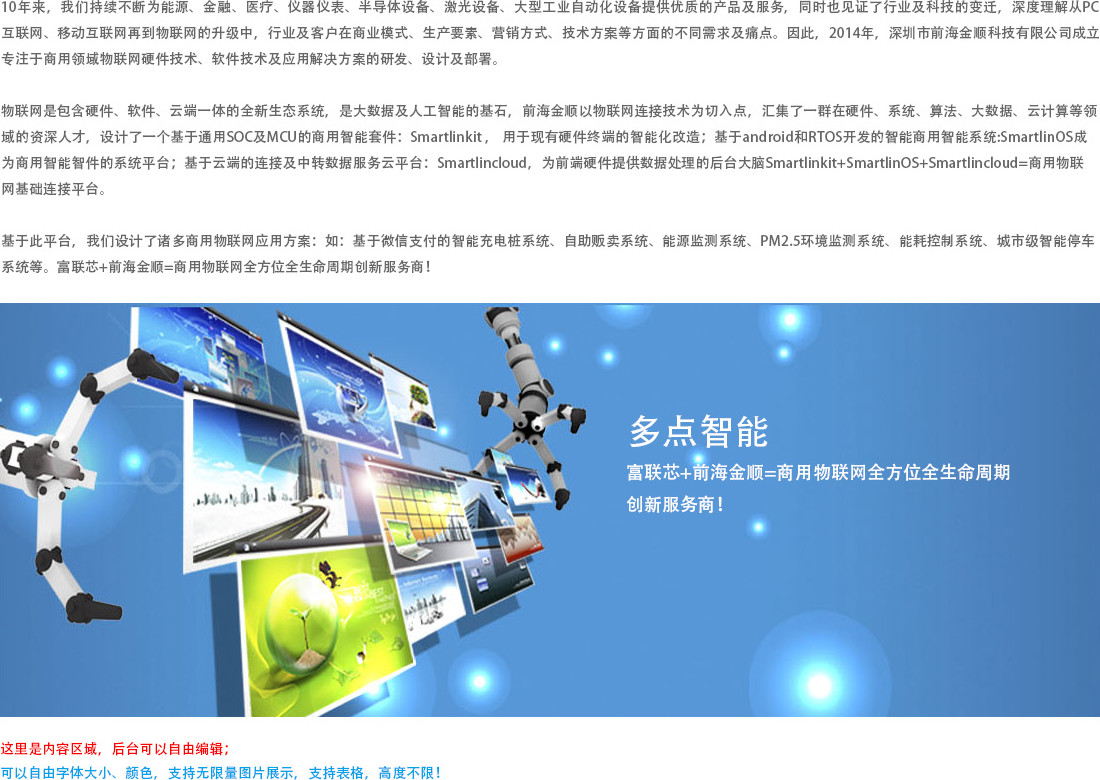 10年来，我们持续不断为能源、金融、医疗、仪器仪表、半导体设备、激光设备、大型工业自动化设备提供优质的产品及服务，同时也见证了行业及科技的变迁，深度理解从PC
互联网、移动互联网再到物联网的升级中，行业及客户在商业模式、生产要素、营销方式、技术方案等方面的不同需求及痛点。因此，2014年，深圳市前海金顺科技有限公司成立
专注于商用领域物联网硬件技术、软件技术及应用解决方案的研发、设计及部署。
物联网是包含硬件、软件、云端一体的全新生态系统，是大数据及人工智能的基石，前海金顺以物联网连接技术为切入点，汇集了一群在硬件、系统、算法、大数据、云计算等领
域的资深人才，设计了一个基于通用SOC及MCU的商用智能套件：Smartlinkit， 用于现有硬件终端的智能化改造；基于android和RTOS开发的智能商用智能系统:SmartlinOS成
为商用智能智件的系统平台；基于云端的连接及中转数据服务云平台：Smartlincloud，为前端硬件提供数据处理的后台大脑Smartlinkit+SmartlinOS+Smartlincloud=商用物联
网基础连接平台。
基于此平台，我们设计了诸多商用物联网应用方案：如：基于微信支付的智能充电桩系统、自助贩卖系统、能源监测系统、PM2.5环境监测系统、能耗控制系统、城市级智能停车
系统等。富联芯+前海金顺=商用物联网全方位全生命周期创新服务商！
多点智能
富联芯+前海金顺=商用物联网全方位全生命周期
创新服务商！
这里是内容区域，后台可以自由编辑；
可以自由字体大小、颜色，支持无限量图片展示，支持表格，高度不限！